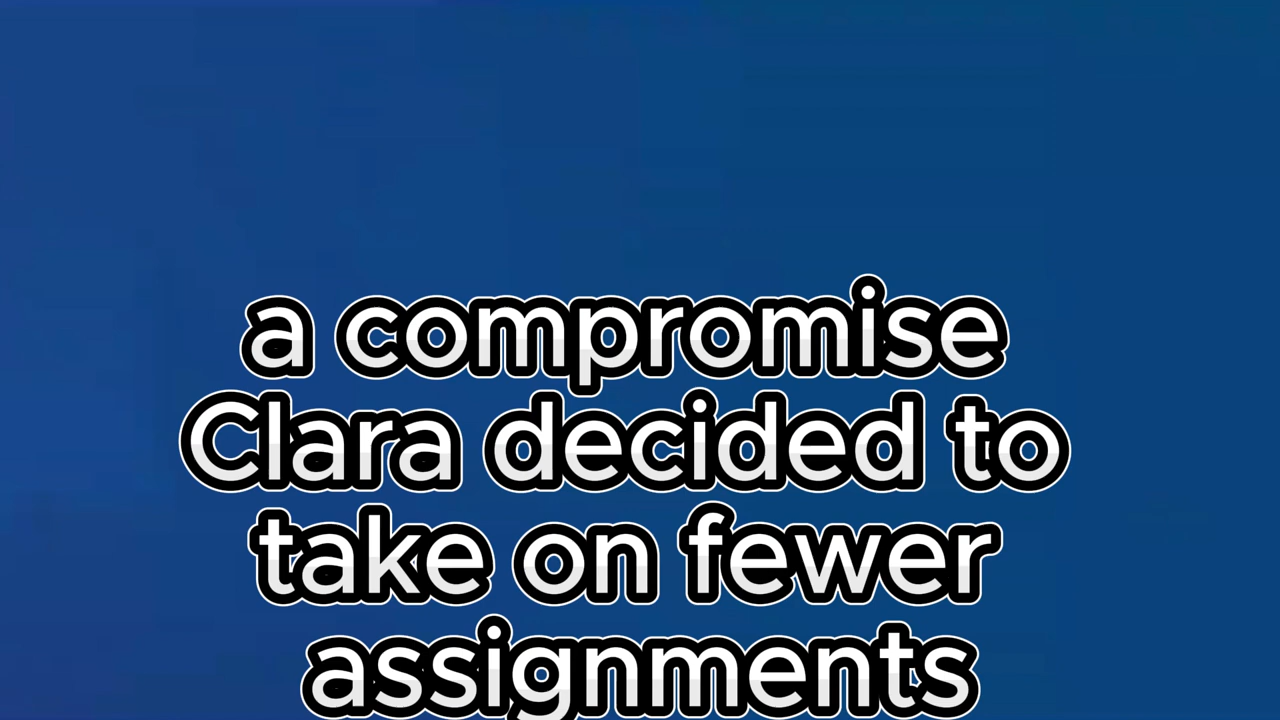 a compromise
Clara decided to
take on fewer
assignments